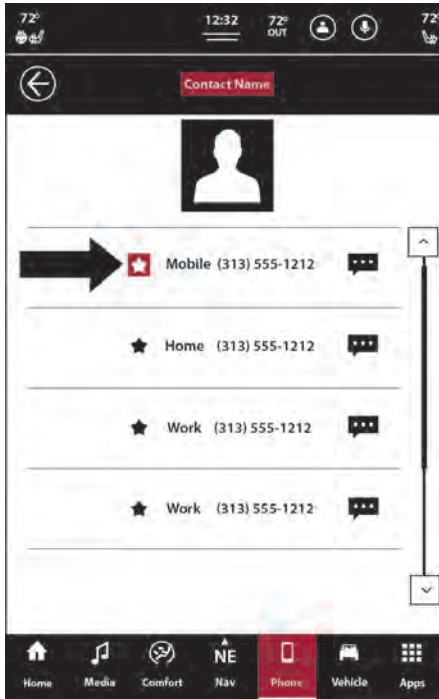 72° 12:32 72° OUT 72
Contact Name
Mobile (313) 555-1212
Home (313) 555-1212
Work (313) 555-1212
Work (313) 555-1212
NE
Home Media Comfort Nav Phone Vehicle Apps